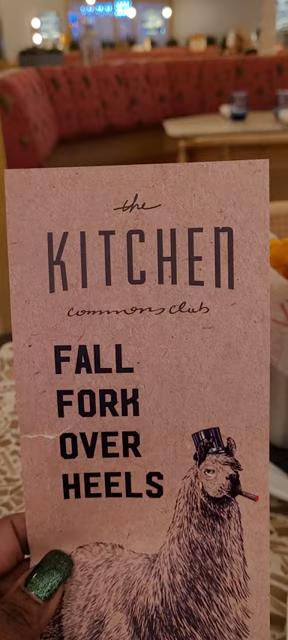 the
KITCHEN
commons club
FALL
FORK
OVER
HEELS